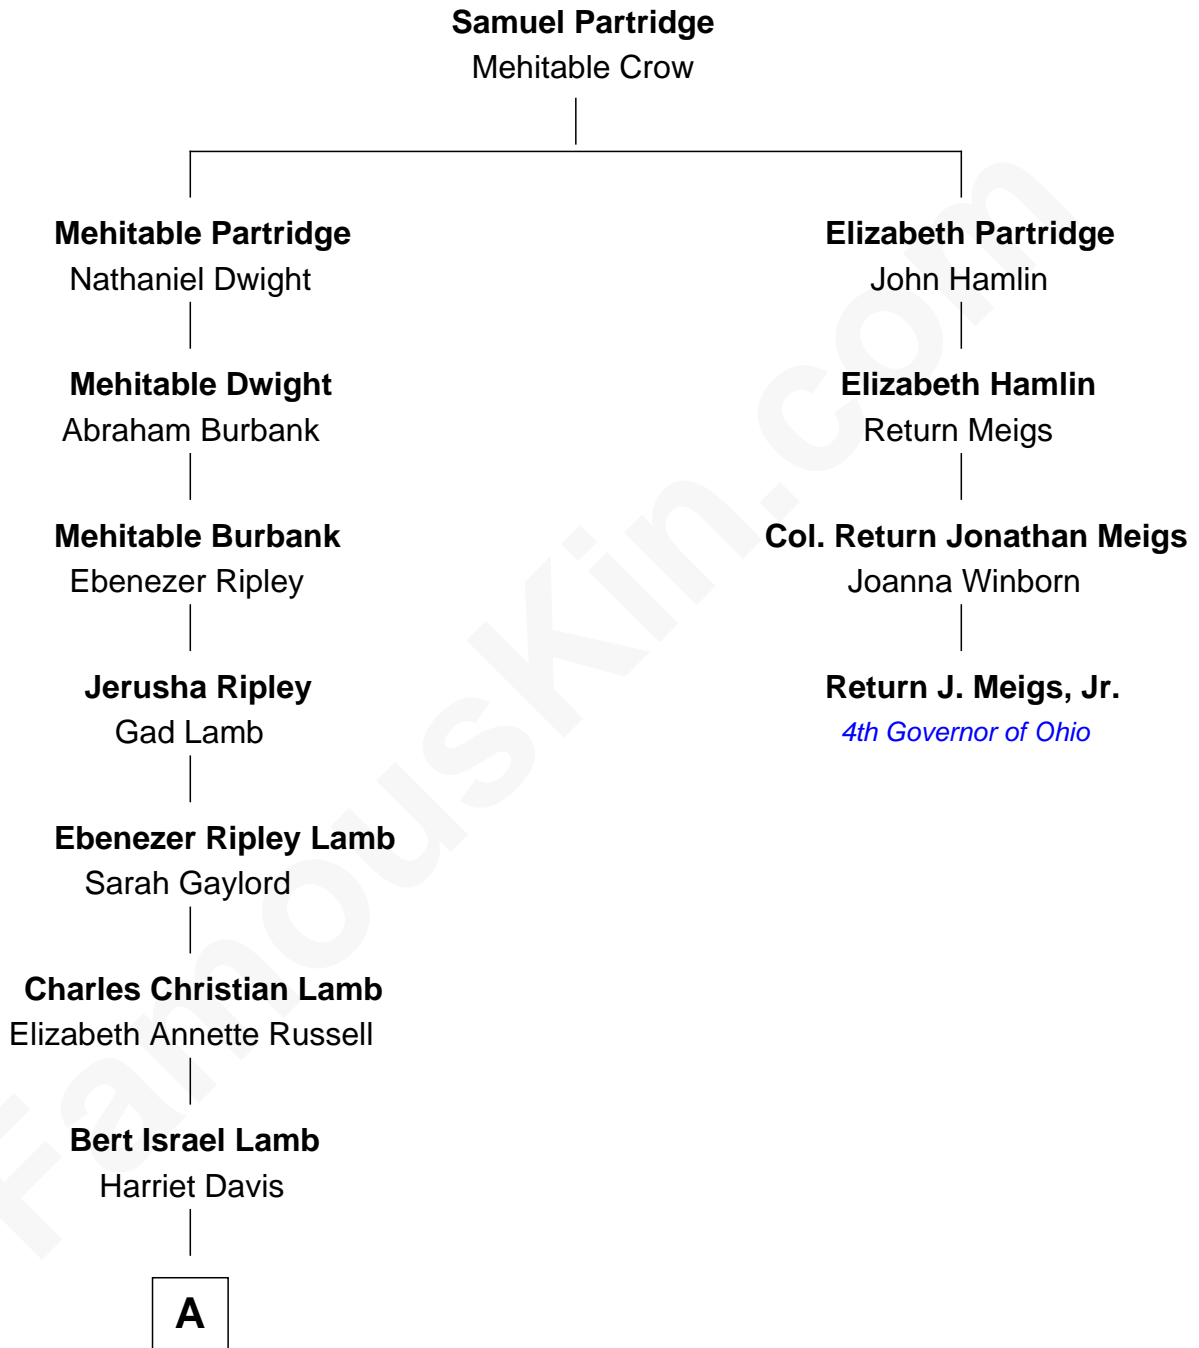 Samuel Partridge
Mehitable Crow
Mehitable Partridge
Nathaniel Dwight
Elizabeth Partridge
John Hamlin
Mehitable Dwight
Abraham Burbank
Elizabeth Hamlin
Return Meigs
Mehitable Burbank
Ebenezer Ripley
Col. Return Jonathan Meigs
Joanna Winborn
Jerusha Ripley
Gad Lamb
Return J. Meigs, Jr.
4th Governor of Ohio
Ebenezer Ripley Lamb
Sarah Gaylord
Charles Christian Lamb
Elizabeth Annette Russell
Bert Israel Lamb
Harriet Davis
A
FamousKin.com